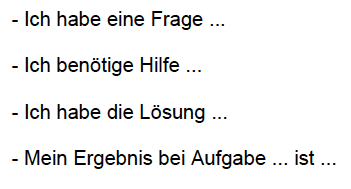 - Ich habe eine Frage ...
- Ich benötige Hilfe ...
- Ich habe die Lösung ...
- Mein Ergebnis bei Aufgabe ... ist ...